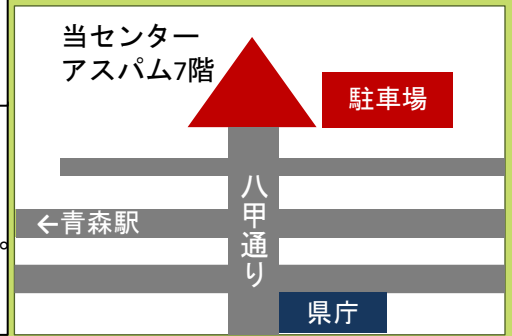 当センター
アスパム7階
駐車場
八甲通り
←青森駅
県庁